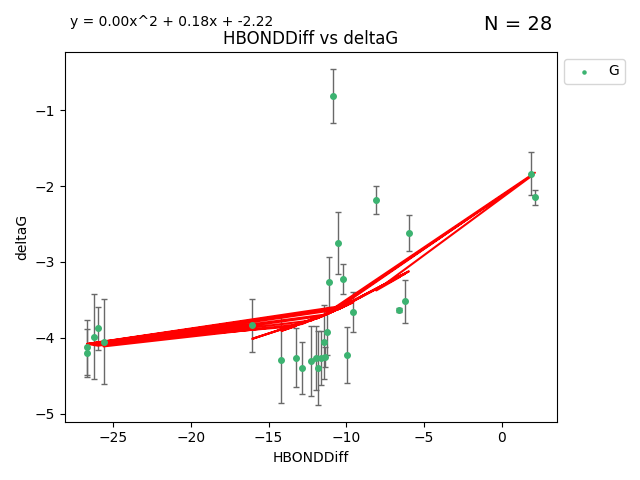 y = 0.00x^2 + 0.18x + -2.22
N = 28
HBONDDiff vs deltaG
G
−1
−2
−3
−4
−5
deltaG
−25
−20
−15
−10
−5
0
HBONDDiff